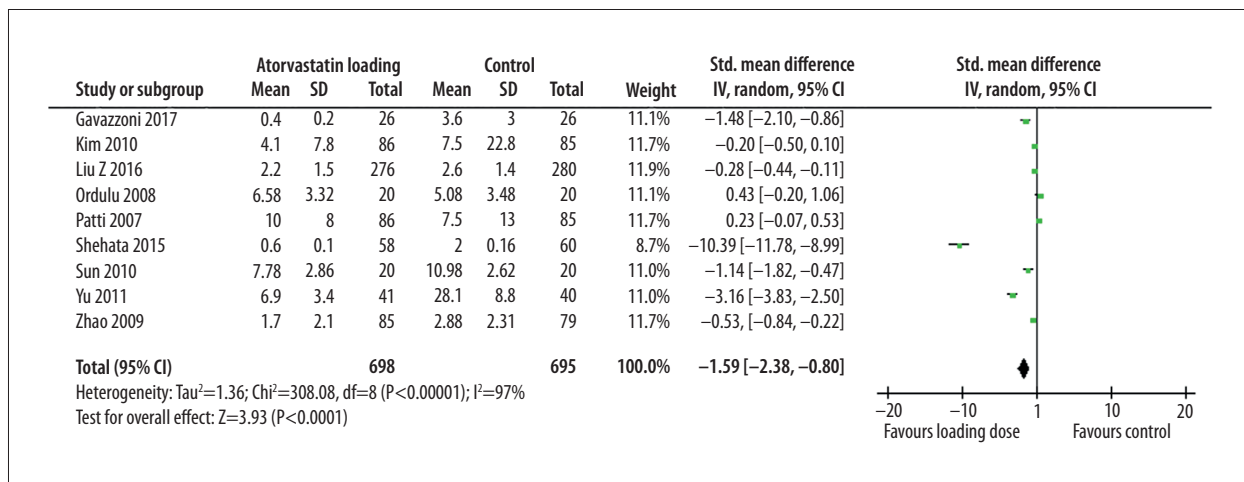 Atorvastatin loading Control Std. mean difference Std. mean difference
Study or subgroup Mean SD Total Mean SD Total Weight IV, random, 95% CI IV, random, 95% CI
Gavazzoni 2017 0.4 0.2 26 3.6 3 26 11.1% −1.48 [−2.10, −0.86]
Kim 2010 4.1 7.8 86 7.5 22.8 85 11.7% −0.20 [−0.50, 0.10]
Liu Z 2016 2.2 1.5 276 2.6 1.4 280 11.9% −0.28 [−0.44, −0.11]
Ordulu 2008 6.58 3.32 20 5.08 3.48 20 11.1% 0.43 [−0.20, 1.06]
Patti 2007 10 8 86 7.5 13 85 11.7% 0.23 [−0.07, 0.53]
Shehata 2015 0.6 0.1 58 2 0.16 60 8.7% −10.39 [−11.78, −8.99]
Sun 2010 7.78 2.86 20 10.98 2.62 20 11.0% −1.14 [−1.82, −0.47]
Yu 2011 6.9 3.4 41 28.1 8.8 40 11.0% −3.16 [−3.83, −2.50]
Zhao 2009 1.7 2.1 85 2.88 2.31 79 11.7% −0.53, [−0.84, −0.22]
Total (95% CI) 698 695 100.0% −1.59 [−2.38, −0.80]
Heterogeneity: Tau²=1.36; Chi²=308.08, df=8 (P<0.00001); I²=97%
Test for overall effect: Z=3.93 (P<0.0001)
−20 −10 1 10 20
Favours loading dose Favours control